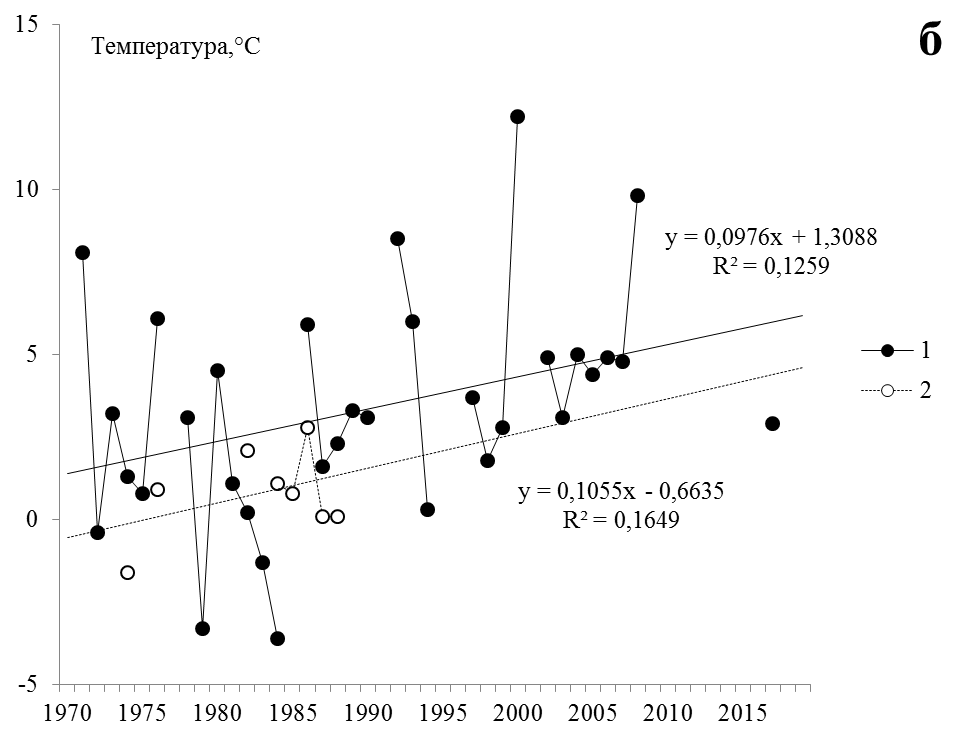 15
Температура,°C
б
10
y = 0,0976x + 1,3088
R² = 0,1259
5
1
2
y = 0,1055x - 0,6635
R² = 0,1649
0
-5
1970 1975 1980 1985 1990 1995 2000 2005 2010 2015